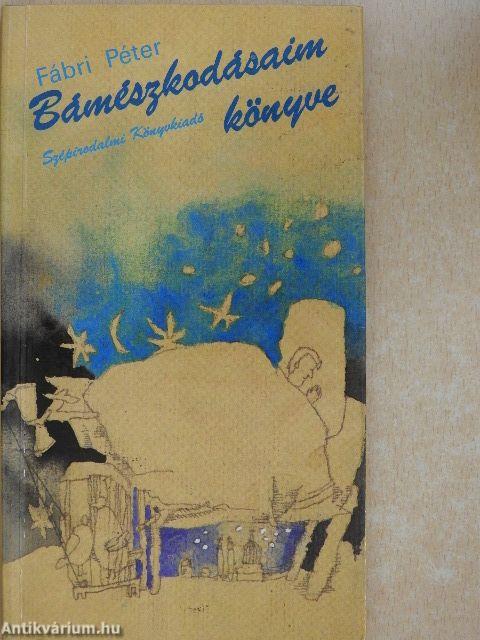 Fábri Péter
Bámészkodásaim
könyve
Szépirodalmi Könyvkiadó
Antikvárium.hu